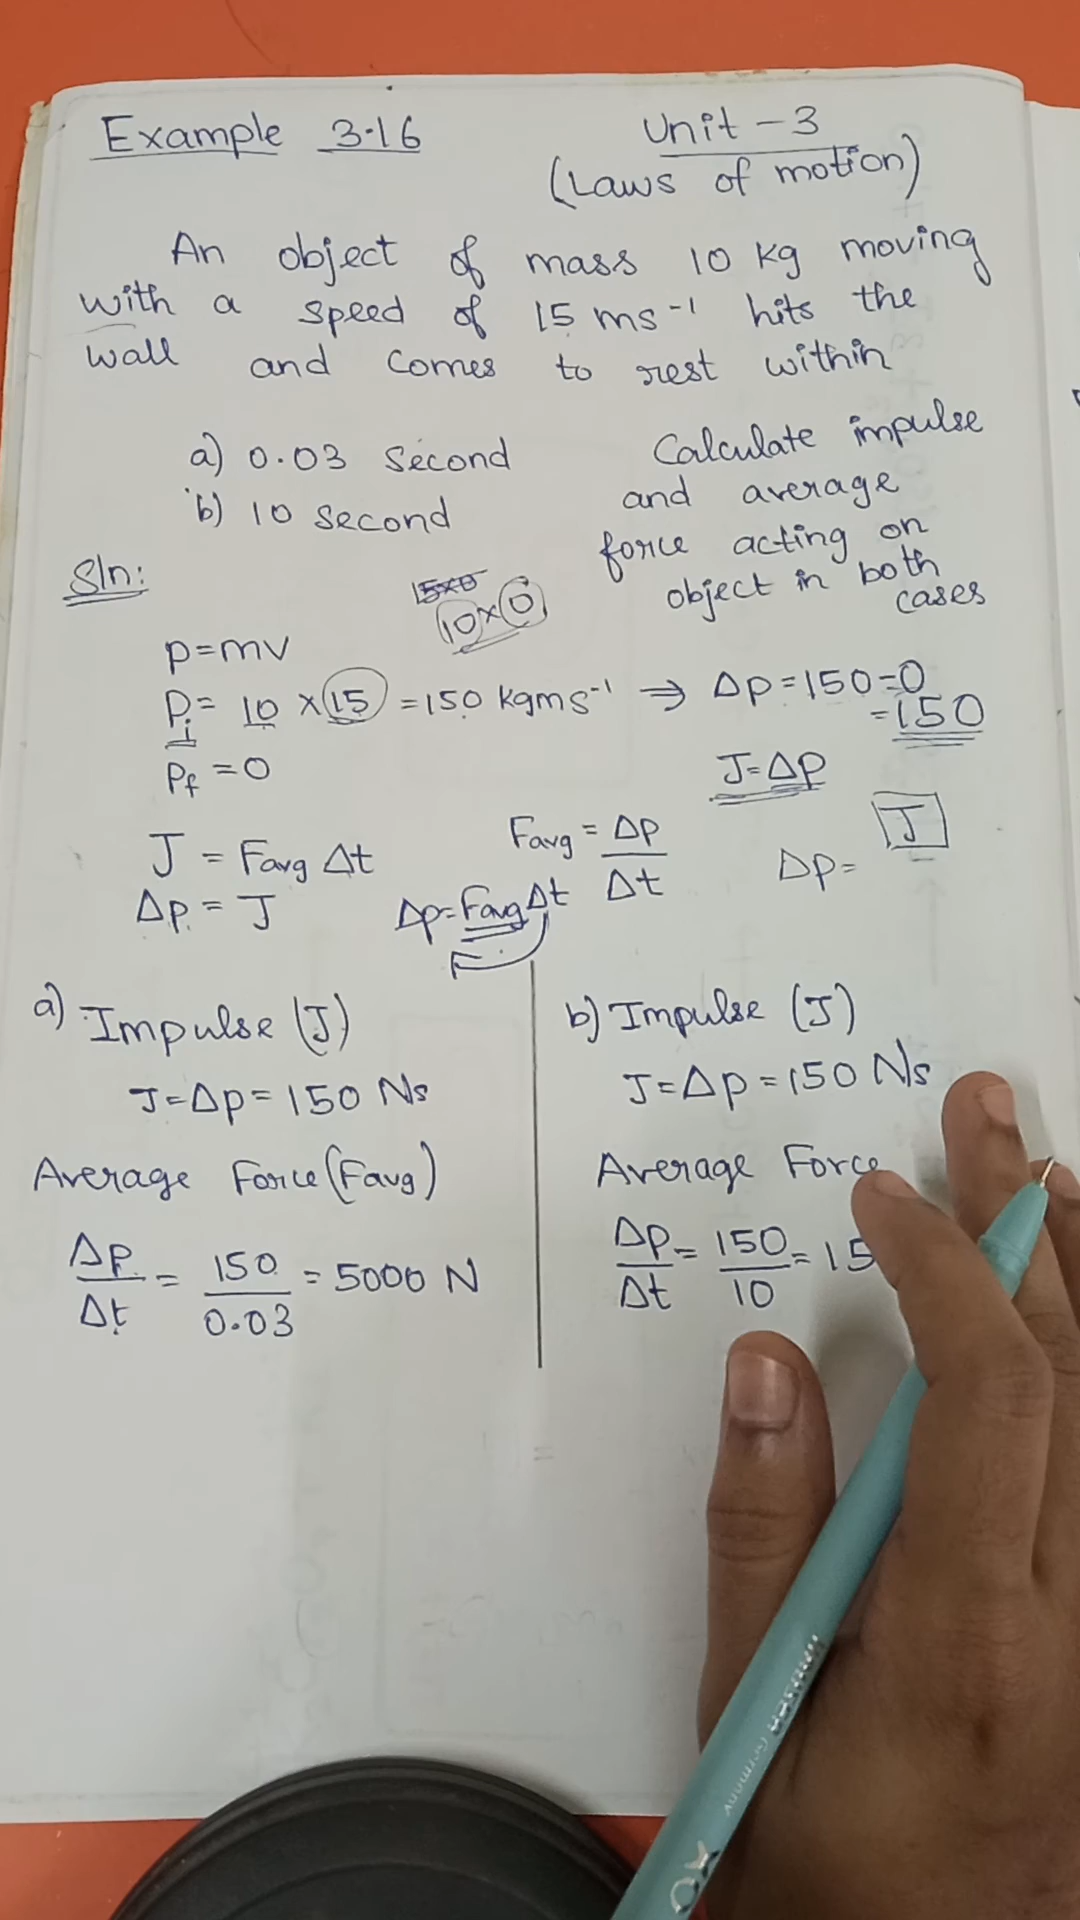 Example 3.16
Unit - 3
(Laws of motion)
An object of mass 10 kg moving
with a speed of 15 ms⁻¹ hits the
wall and comes to rest within
a) 0.03 second
b) 10 second
Calculate impulse
and average
force acting on
object in both
cases
Sln:
10×0
p=mv
Pi= 10 ×15 =150 kgms⁻¹ ⇒ Δp=150-0
=150
Pf =0
J=Δp
J = Favg Δt
Δp = J
Favg = Δp/Δt
Δp=FavgΔt
Δp= J
a) Impulse (J)
J=Δp= 150 Ns
Average Force (Favg)
Δp/Δt = 150/0.03 = 5000 N
b) Impulse (J)
J=Δp=150 Ns
Average Force
Δp/Δt = 150/10 = 15